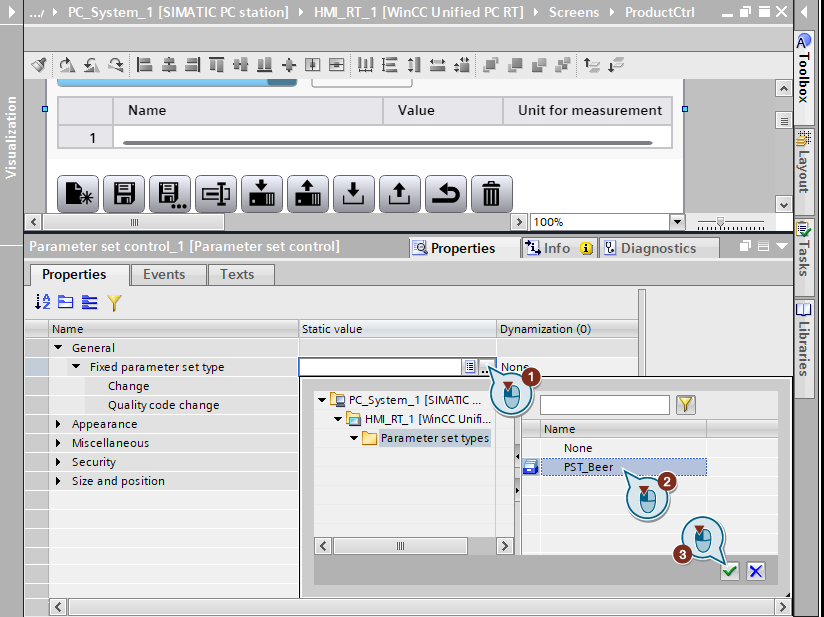 .../ PC_System_1 [SIMATIC PC station] HMI_RT_1 [WinCC Unified PC RT] Screens ProductCtrl
Visualization
Name Value Unit for measurement
1
100%
Parameter set control_1 [Parameter set control]
Properties Info Diagnostics
Properties Events Texts
Name Static value Dynamization (0)
General
Fixed parameter set type None
Change
Quality code change
Appearance
Miscellaneous
Security
Size and position
PC_System_1 [SIMATIC ...
HMI_RT_1 [WinCC Unifi...
Parameter set types
Name
None
PST_Beer
1
2
3
Toolbox
Layout
Tasks
Libraries